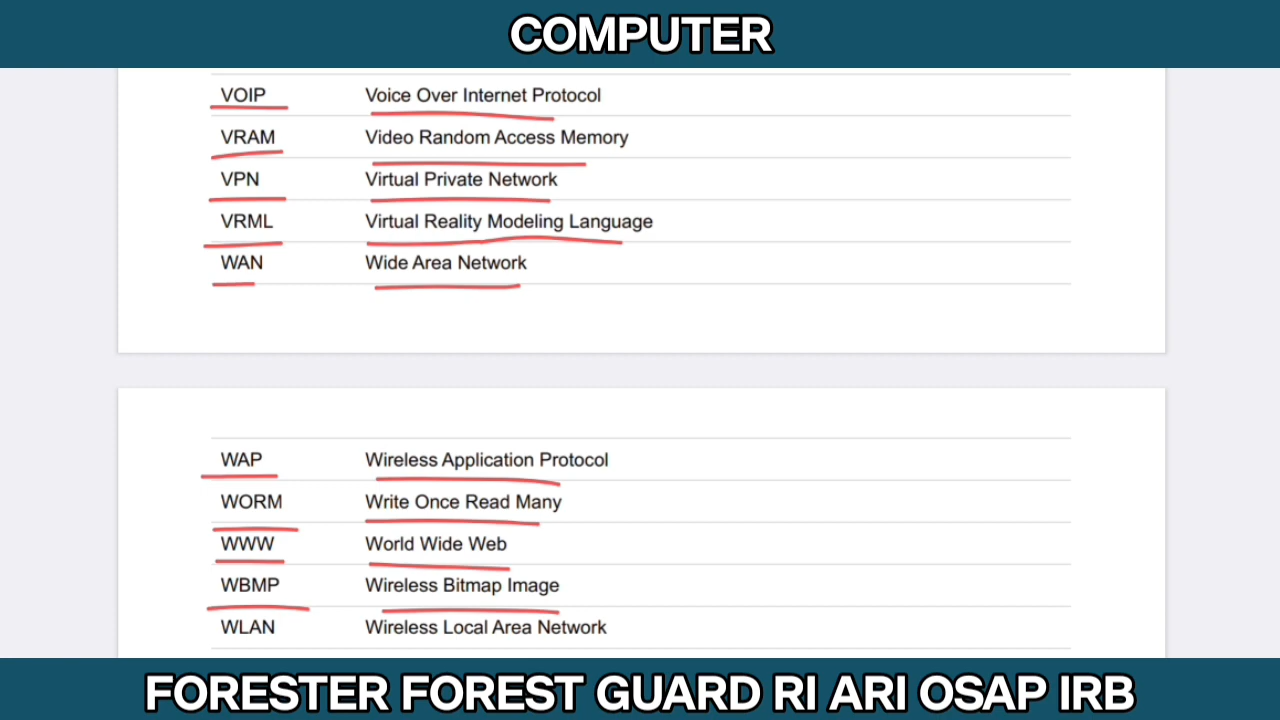 COMPUTER
VOIP Voice Over Internet Protocol
VRAM Video Random Access Memory
VPN Virtual Private Network
VRML Virtual Reality Modeling Language
WAN Wide Area Network
WAP Wireless Application Protocol
WORM Write Once Read Many
WWW World Wide Web
WBMP Wireless Bitmap Image
WLAN Wireless Local Area Network
FORESTER FOREST GUARD RI ARI OSAP IRB